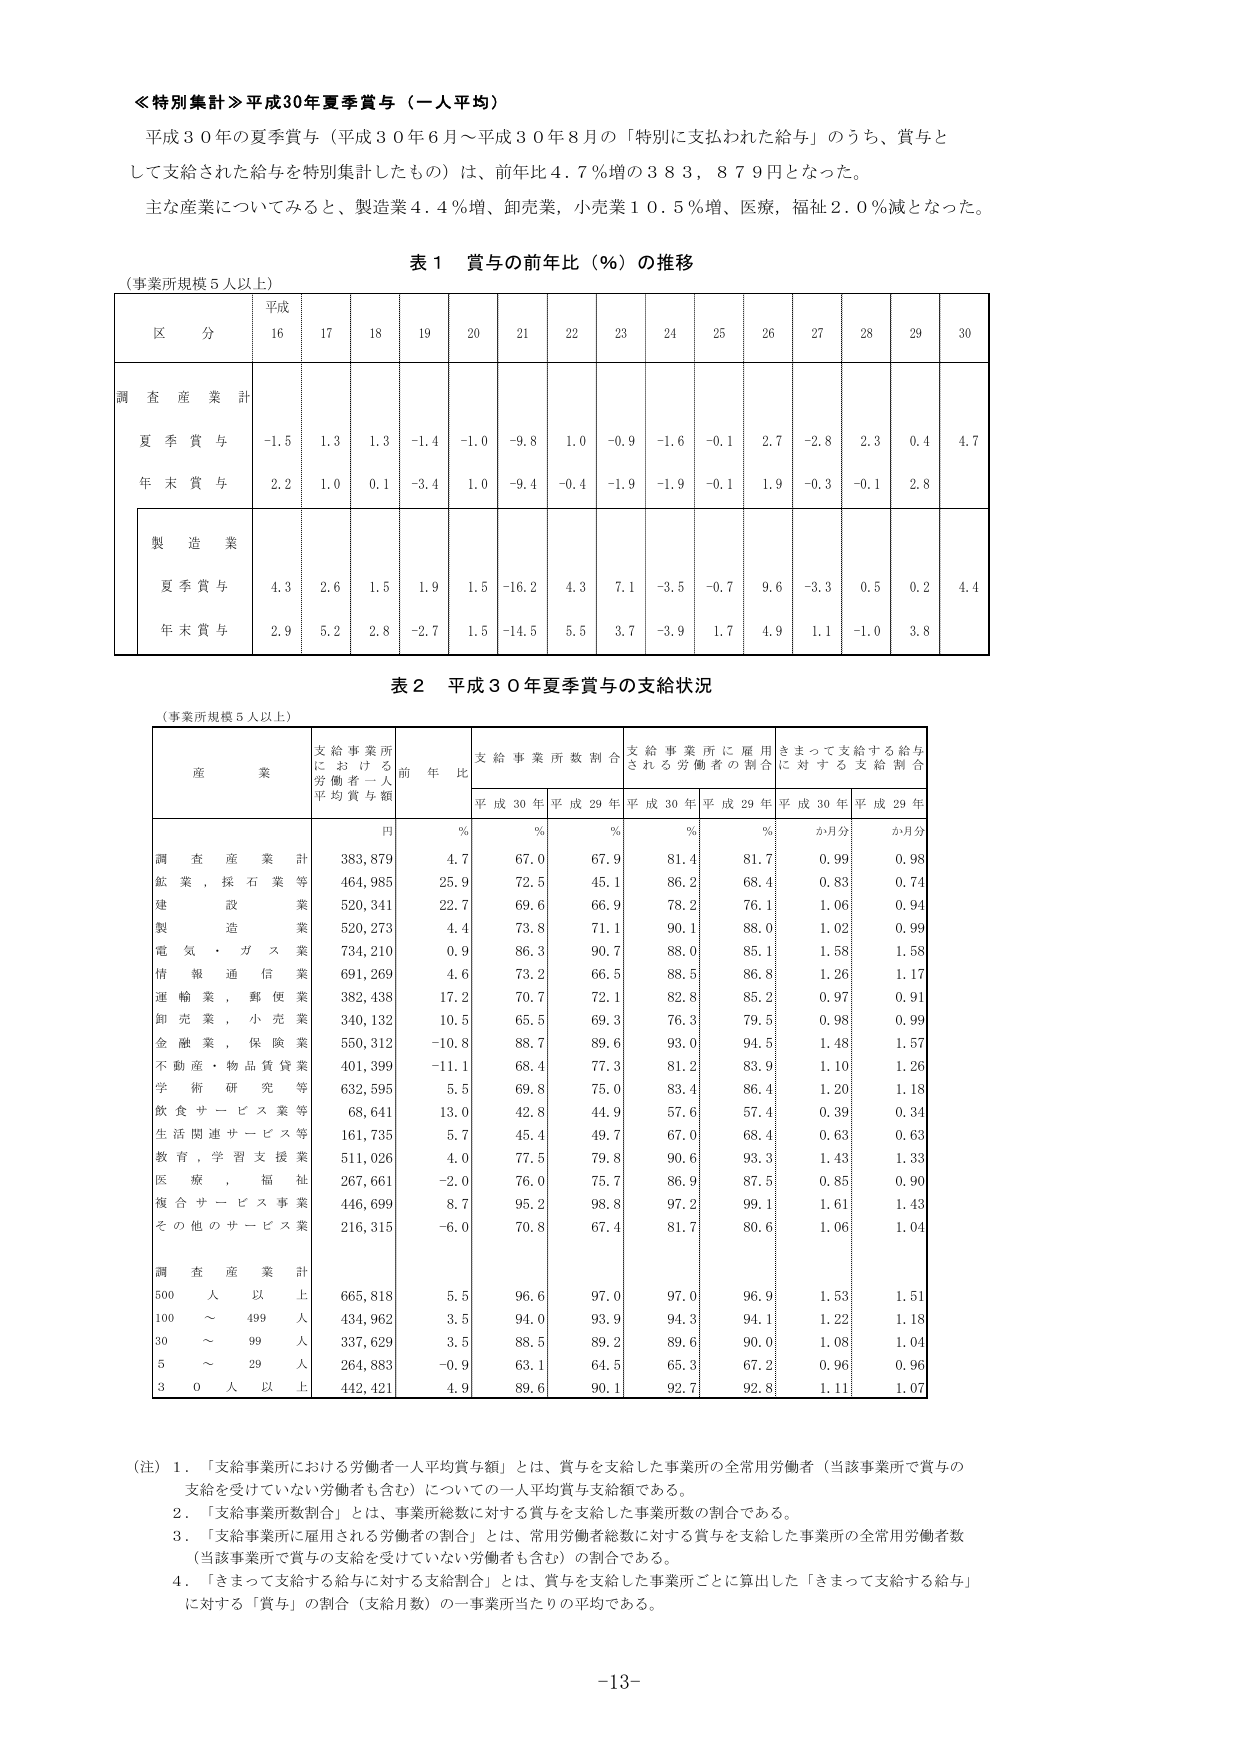 ≪特別集計≫平成30年夏季賞与（一人平均）
平成３０年の夏季賞与（平成３０年６月～平成３０年８月の「特別に支払われた給与」のうち、賞与と
して支給された給与を特別集計したもの）は、前年比４.７％増の３８３，８７９円となった。
主な産業についてみると、製造業４.４％増、卸売業，小売業１０.５％増、医療，福祉２.０％減となった。
表１　賞与の前年比（％）の推移
（事業所規模５人以上）
区　分　平成16　17　18　19　20　21　22　23　24　25　26　27　28　29　30
調査産業計
夏季賞与　-1.5　1.3　1.3　-1.4　-1.0　-9.8　1.0　-0.9　-1.6　-0.1　2.7　-2.8　2.3　0.4　4.7
年末賞与　2.2　1.0　0.1　-3.4　1.0　-9.4　-0.4　-1.9　-1.9　-0.1　1.9　-0.3　-0.1　2.8
製造業
夏季賞与　4.3　2.6　1.5　1.9　1.5　-16.2　4.3　7.1　-3.5　-0.7　9.6　-3.3　0.5　0.2　4.4
年末賞与　2.9　5.2　2.8　-2.7　1.5　-14.5　5.5　3.7　-3.9　1.7　4.9　1.1　-1.0　3.8
表２　平成３０年夏季賞与の支給状況
（事業所規模５人以上）
産業　支給事業所における労働者一人平均賞与額　前年比　支給事業所数割合　支給事業所に雇用される労働者の割合　きまって支給する給与に対する支給割合
平成30年　平成29年　平成30年　平成29年　平成30年　平成29年
円　％　％　％　％　％　か月分　か月分
調査産業計　383,879　4.7　67.0　67.9　81.4　81.7　0.99　0.98
鉱業，採石業等　464,985　25.9　72.5　45.1　86.2　68.4　0.83　0.74
建設業　520,341　22.7　69.6　66.9　78.2　76.1　1.06　0.94
製造業　520,273　4.4　73.8　71.1　90.1　88.0　1.02　0.99
電気・ガス業　734,210　0.9　86.3　90.7　88.0　85.1　1.58　1.58
情報通信業　691,269　4.6　73.2　66.5　88.5　86.8　1.26　1.17
運輸業，郵便業　382,438　17.2　70.7　72.1　82.8　85.2　0.97　0.91
卸売業，小売業　340,132　10.5　65.5　69.3　76.3　79.5　0.98　0.99
金融業，保険業　550,312　-10.8　88.7　89.6　93.0　94.5　1.48　1.57
不動産・物品賃貸業　401,399　-11.1　68.4　77.3　81.2　83.9　1.10　1.26
学術研究等　632,595　5.5　69.8　75.0　83.4　86.4　1.20　1.18
飲食サービス業等　68,641　13.0　42.8　44.9　57.6　57.4　0.39　0.34
生活関連サービス等　161,735　5.7　45.4　49.7　67.0　68.4　0.63　0.63
教育，学習支援業　511,026　4.0　77.5　79.8　90.6　93.3　1.43　1.33
医療，福祉　267,661　-2.0　76.0　75.7　86.9　87.5　0.85　0.90
複合サービス事業　446,699　8.7　95.2　98.8　97.2　99.1　1.61　1.43
その他のサービス業　216,315　-6.0　70.8　67.4　81.7　80.6　1.06　1.04
調査産業計
500人以上　665,818　5.5　96.6　97.0　97.0　96.9　1.53　1.51
100～499人　434,962　3.5　94.0　93.9　94.3　94.1　1.22　1.18
30～99人　337,629　3.5　88.5　89.2　89.6　90.0　1.08　1.04
5～29人　264,883　-0.9　63.1　64.5　65.3　67.2　0.96　0.96
30人以上　442,421　4.9　89.6　90.1　92.7　92.8　1.11　1.07
（注）１．「支給事業所における労働者一人平均賞与額」とは、賞与を支給した事業所の全常用労働者（当該事業所で賞与の
支給を受けていない労働者も含む）についての一人平均賞与支給額である。
２．「支給事業所数割合」とは、事業所総数に対する賞与を支給した事業所数の割合である。
３．「支給事業所に雇用される労働者の割合」とは、常用労働者総数に対する賞与を支給した事業所の全常用労働者数
（当該事業所で賞与の支給を受けていない労働者も含む）の割合である。
４．「きまって支給する給与に対する支給割合」とは、賞与を支給した事業所ごとに算出した「きまって支給する給与」
に対する「賞与」の割合（支給月数）の一事業所当たりの平均である。
-13-